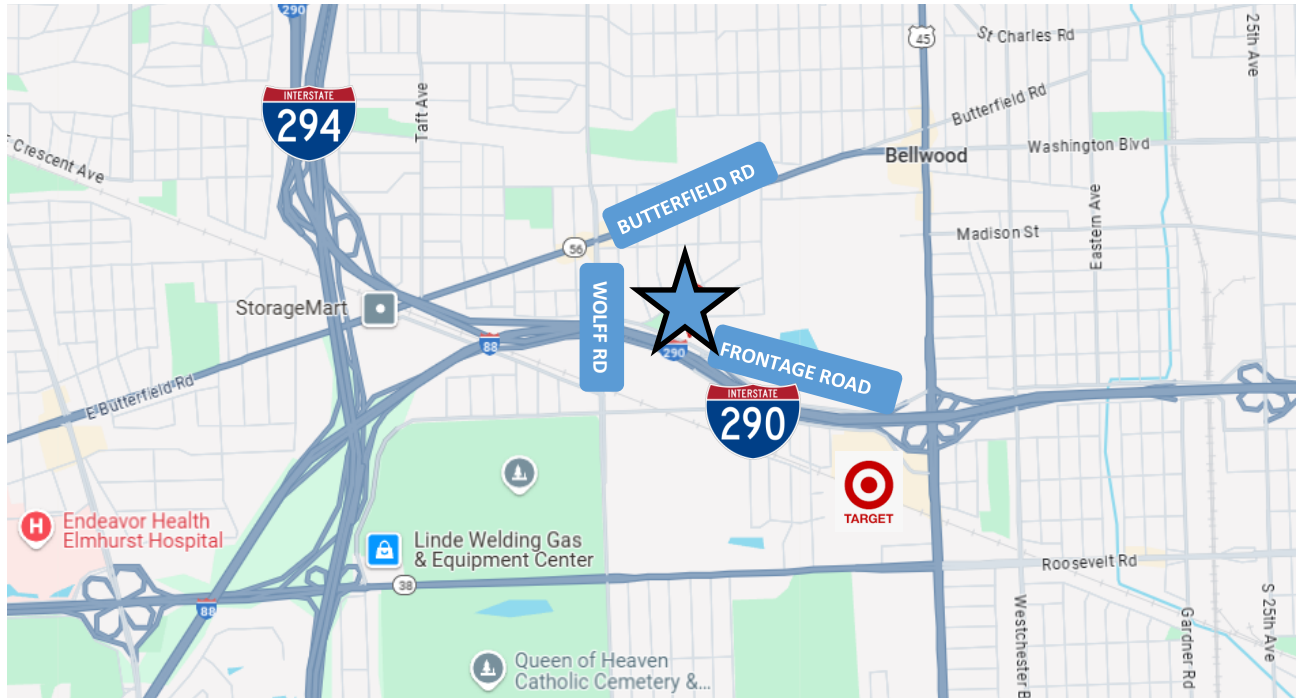 290
45
St Charles Rd
25th Ave
INTERSTATE
294
Taft Ave
Butterfield Rd
Crescent Ave
Bellwood
Washington Blvd
BUTTERFIELD RD
Eastern Ave
Madison St
56
WOLFF RD
StorageMart
88
290
FRONTAGE ROAD
E Butterfield Rd
INTERSTATE
290
TARGET
H
Endeavor Health
Elmhurst Hospital
Linde Welding Gas
& Equipment Center
Roosevelt Rd
38
88
Westchester B
Gardner Rd
S 25th Ave
Queen of Heaven
Catholic Cemetery &...